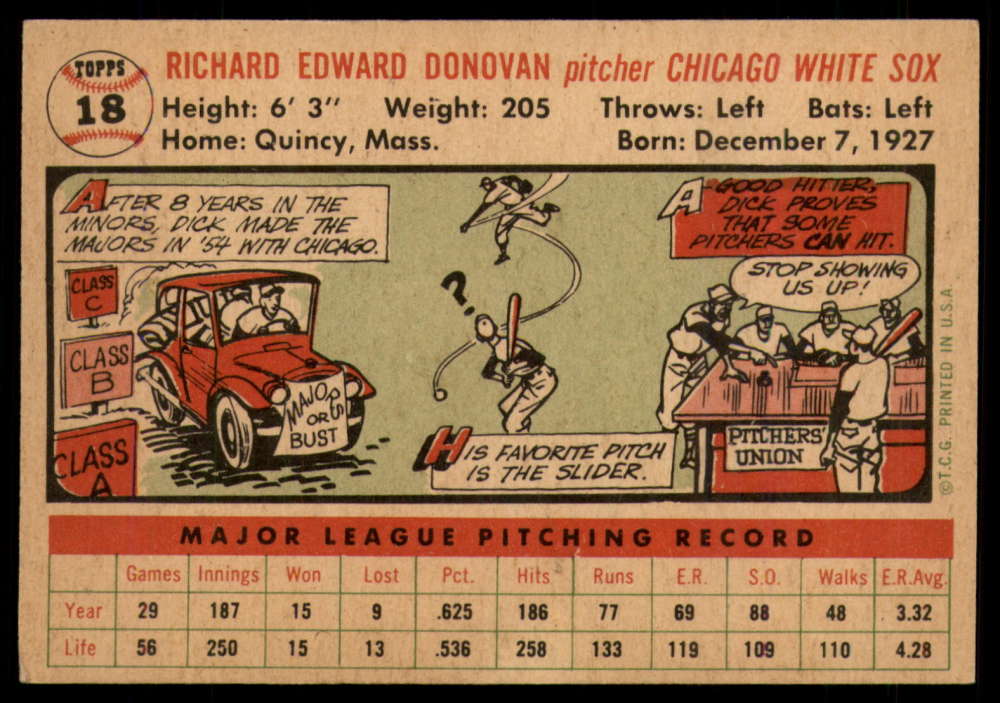 TOPPS
18
RICHARD EDWARD DONOVAN pitcher CHICAGO WHITE SOX
Height: 6' 3" Weight: 205 Throws: Left Bats: Left
Home: Quincy, Mass. Born: December 7, 1927
AFTER 8 YEARS IN THE
MINORS, DICK MADE THE
MAJORS IN '54 WITH CHICAGO.
CLASS
C
CLASS
B
CLASS
A
MAJORS
OR
BUST
?
HIS FAVORITE PITCH
IS THE SLIDER.
A GOOD HITTER,
DICK PROVES
THAT SOME
PITCHERS CAN HIT.
STOP SHOWING
US UP!
PITCHERS'
UNION
©T.C.G. PRINTED IN U.S.A.
MAJOR LEAGUE PITCHING RECORD
Games Innings Won Lost Pct. Hits Runs E.R. S.O. Walks E.R.Avg.
Year 29 187 15 9 .625 186 77 69 88 48 3.32
Life 56 250 15 13 .536 258 133 119 109 110 4.28